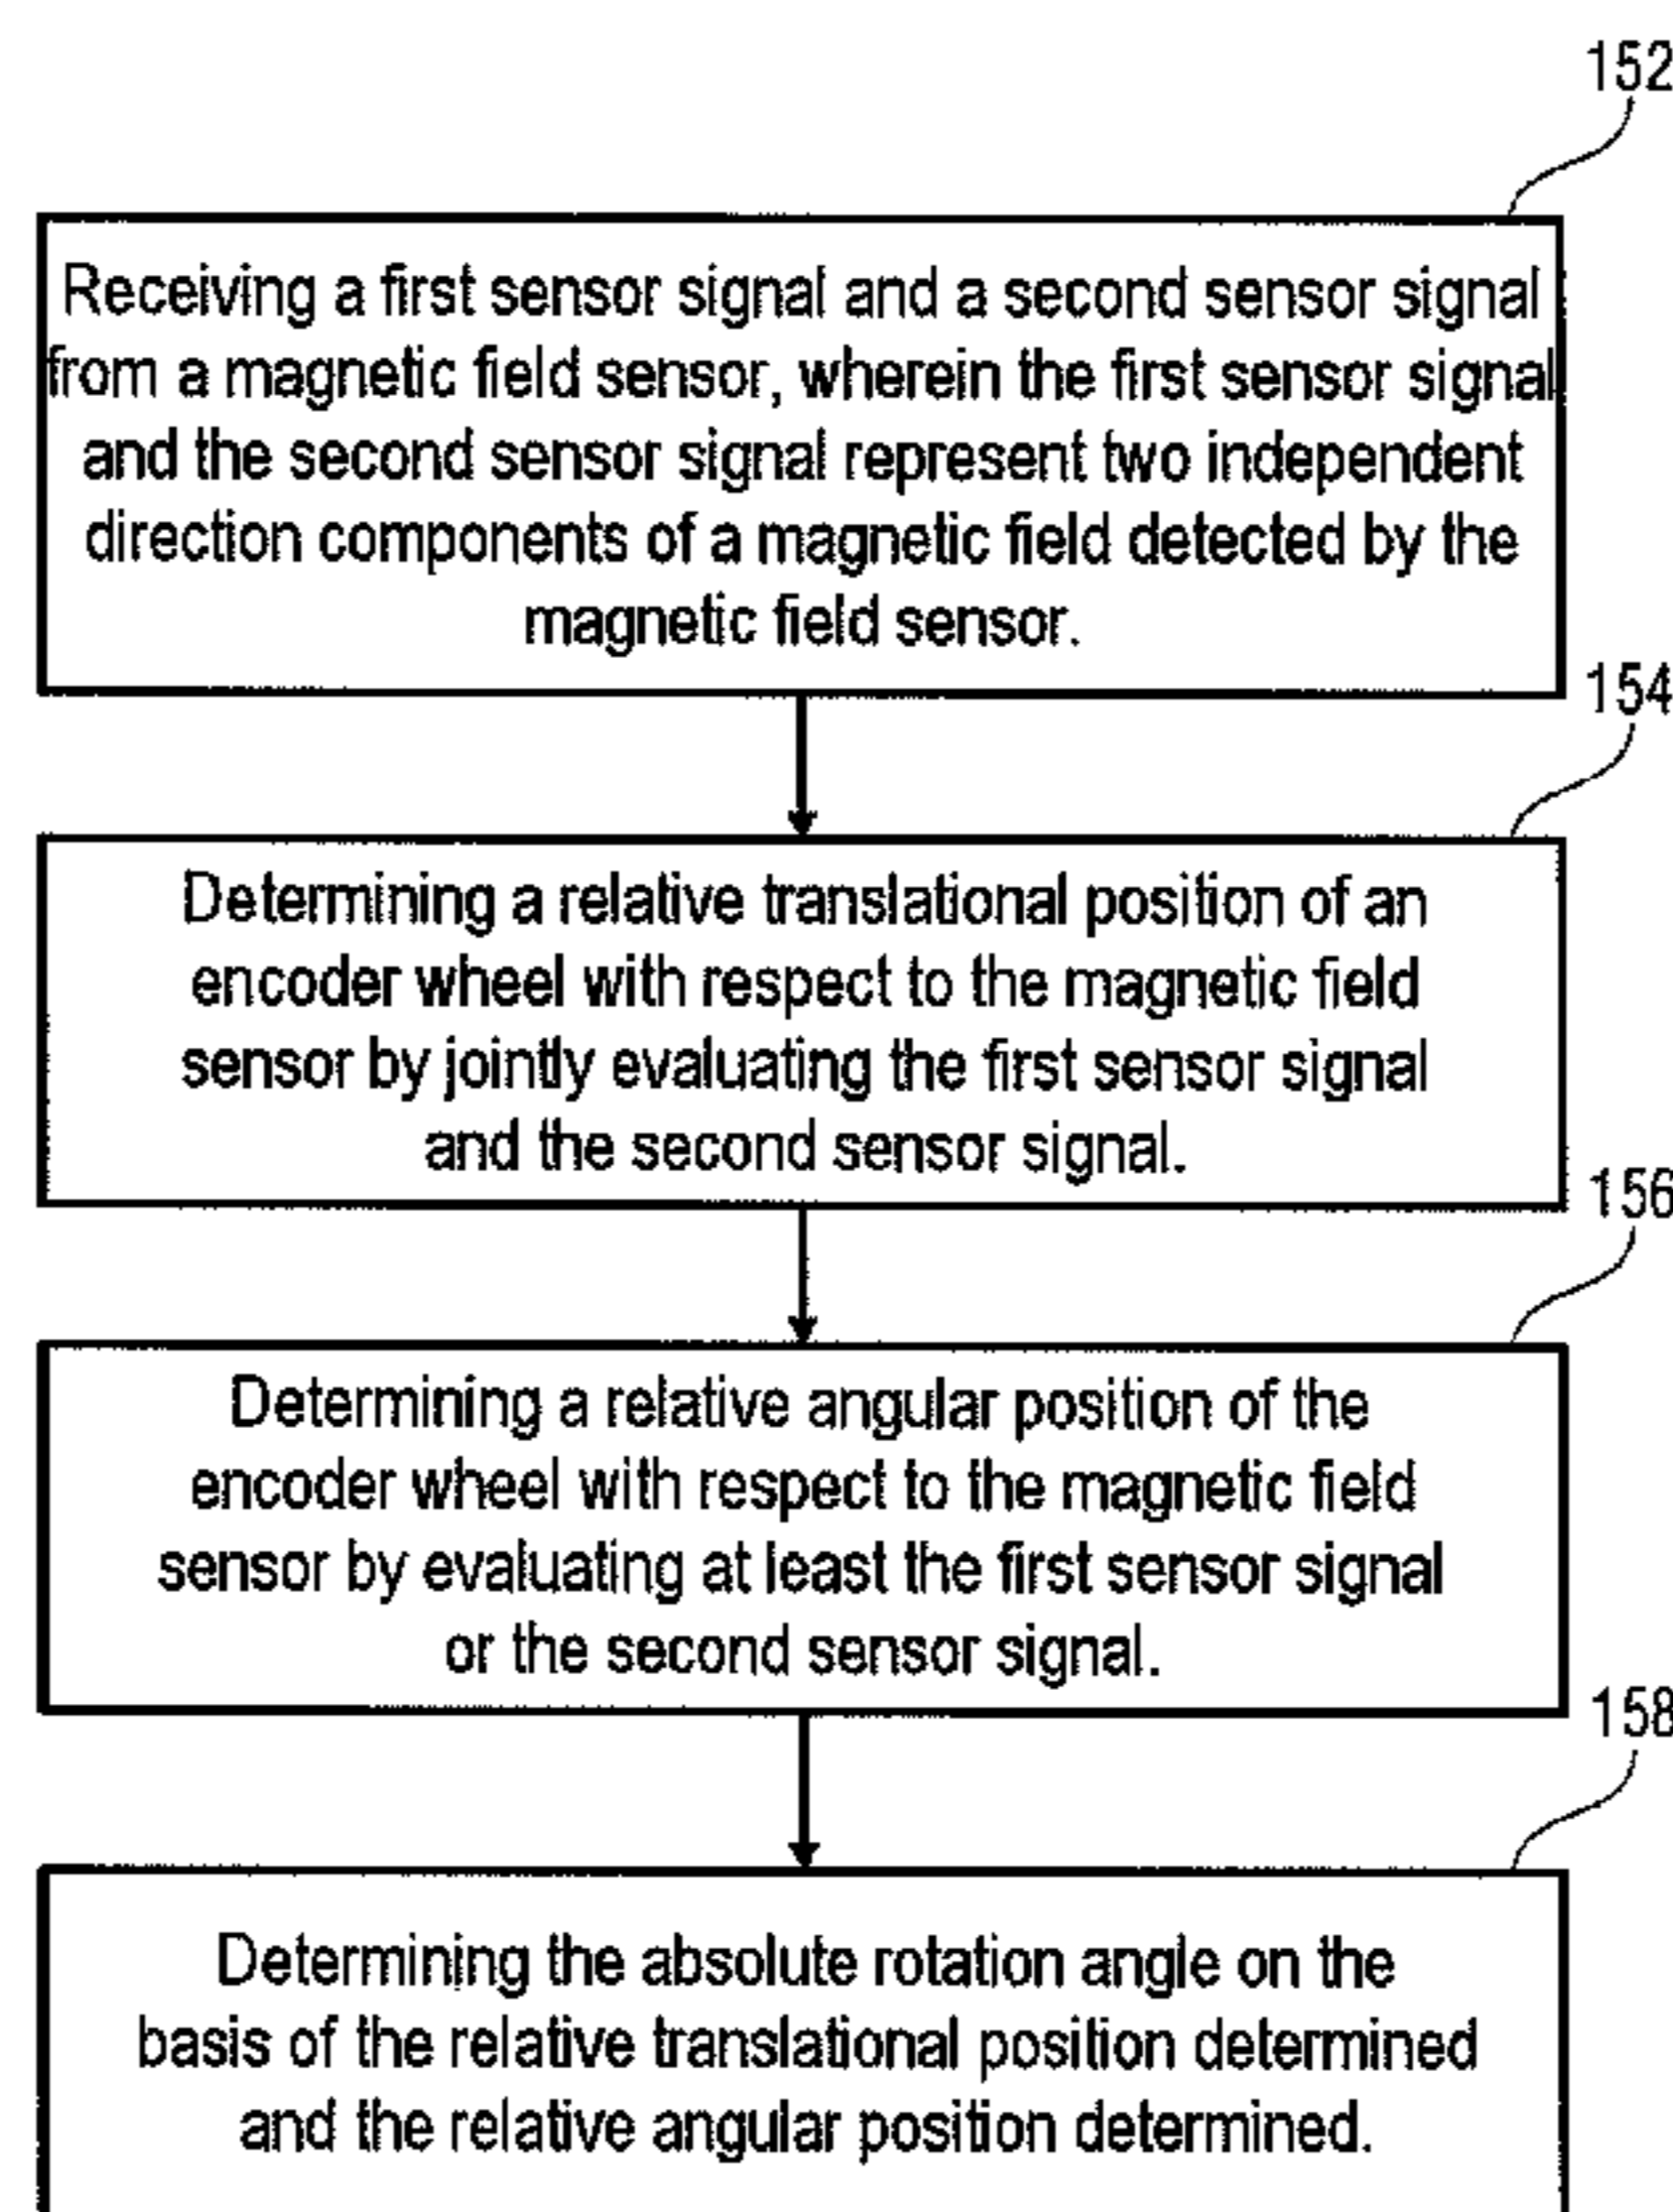 152
Receiving a first sensor signal and a second sensor signal
from a magnetic field sensor, wherein the first sensor signal
and the second sensor signal represent two independent
direction components of a magnetic field detected by the
magnetic field sensor.
154
Determining a relative translational position of an
encoder wheel with respect to the magnetic field
sensor by jointly evaluating the first sensor signal
and the second sensor signal.
156
Determining a relative angular position of the
encoder wheel with respect to the magnetic field
sensor by evaluating at least the first sensor signal
or the second sensor signal.
158
Determining the absolute rotation angle on the
basis of the relative translational position determined
and the relative angular position determined.